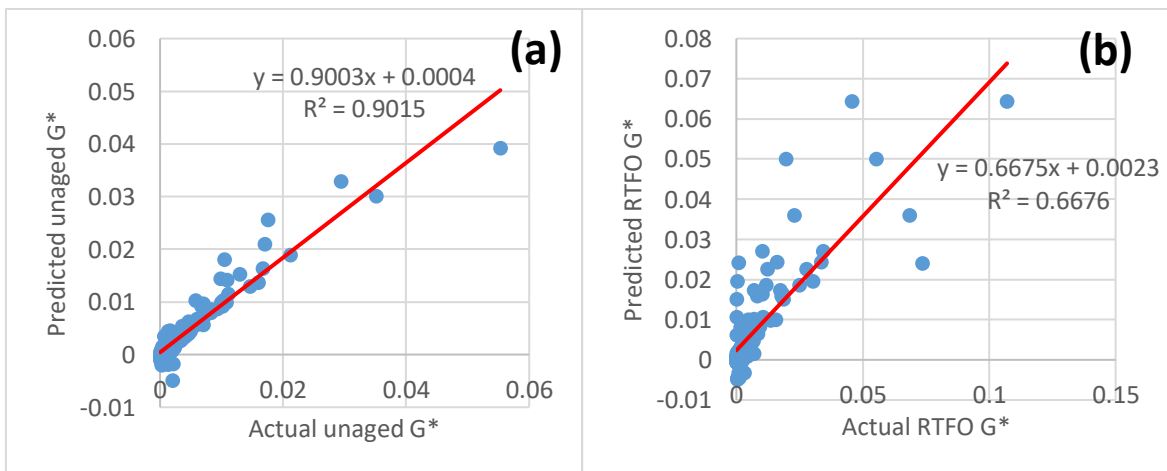 (a)
y = 0.9003x + 0.0004
R² = 0.9015
0.06
0.05
0.04
0.03
0.02
0.01
0
-0.01
0
0.02
0.04
0.06
Predicted unaged G*
Actual unaged G*
(b)
y = 0.6675x + 0.0023
R² = 0.6676
0.08
0.07
0.06
0.05
0.04
0.03
0.02
0.01
0
-0.01
0
0.05
0.1
0.15
Predicted RTFO G*
Actual RTFO G*